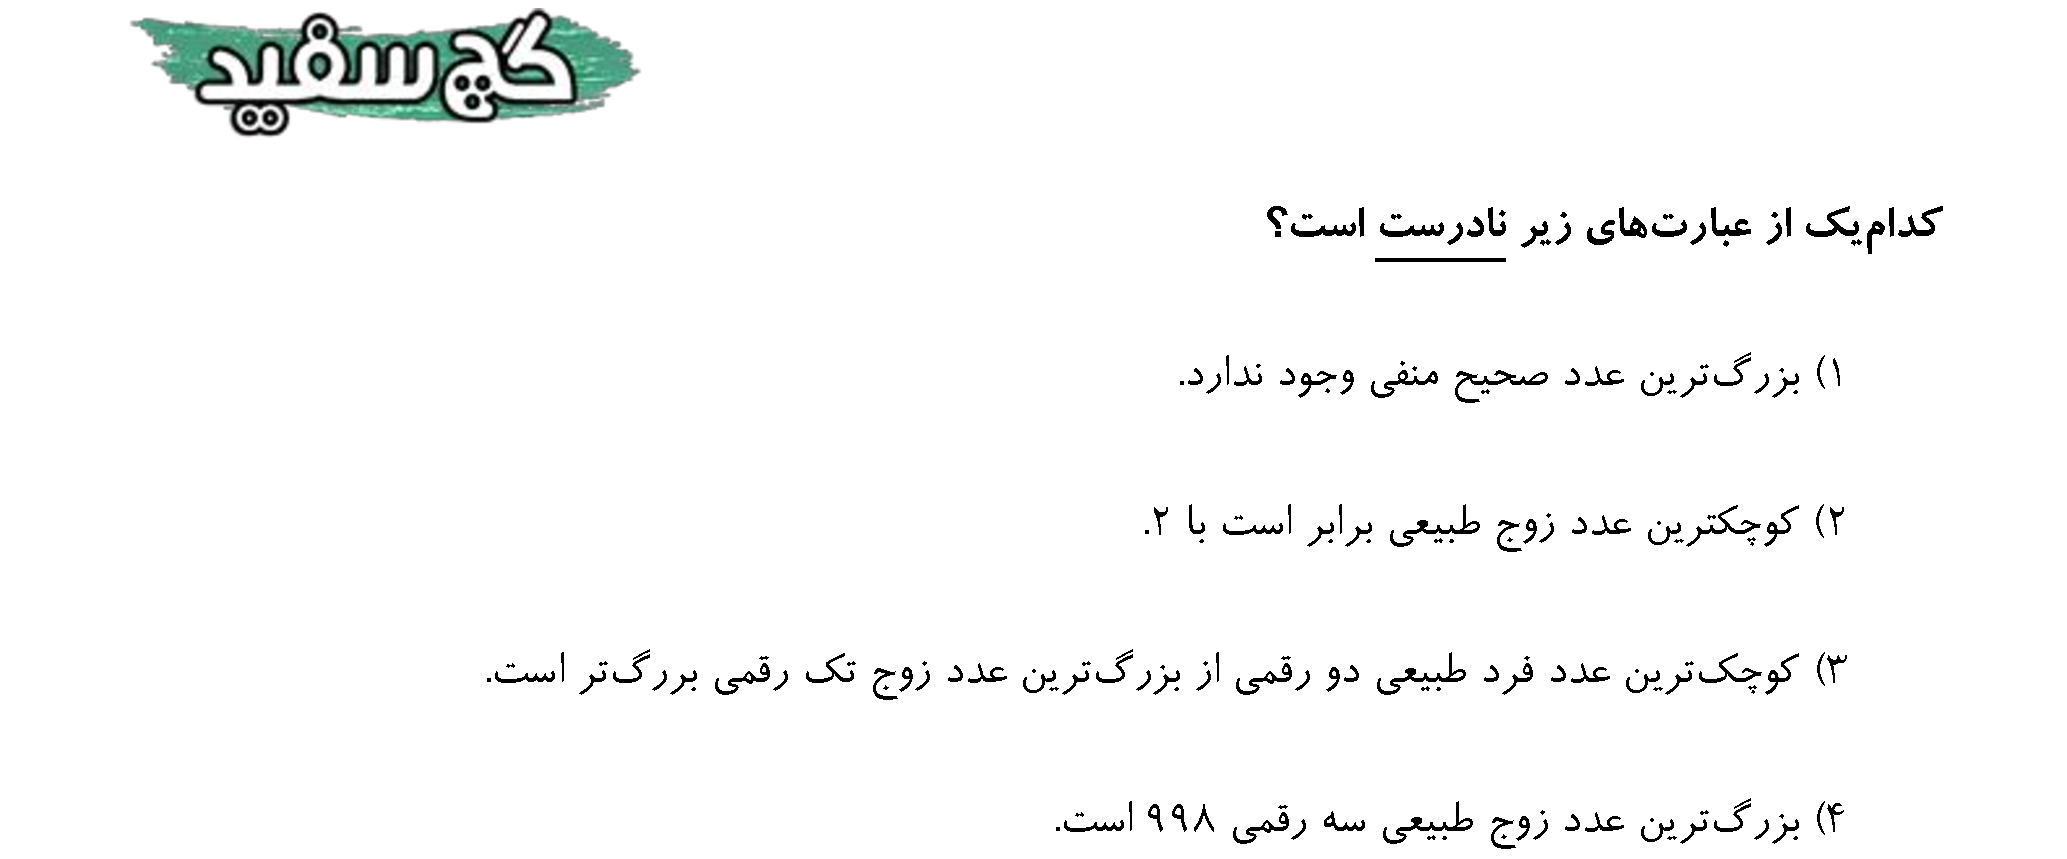 گچ سفید
کدام‌یک از عبارت‌های زیر نادرست است؟
۱) بزرگ‌ترین عدد صحیح منفی وجود ندارد.
۲) کوچکترین عدد زوج طبیعی برابر است با ۲.
۳) کوچک‌ترین عدد فرد طبیعی دو رقمی از بزرگ‌ترین عدد زوج تک رقمی بررگ‌تر است.
۴) بزرگ‌ترین عدد زوج طبیعی سه رقمی ۹۹۸ است.